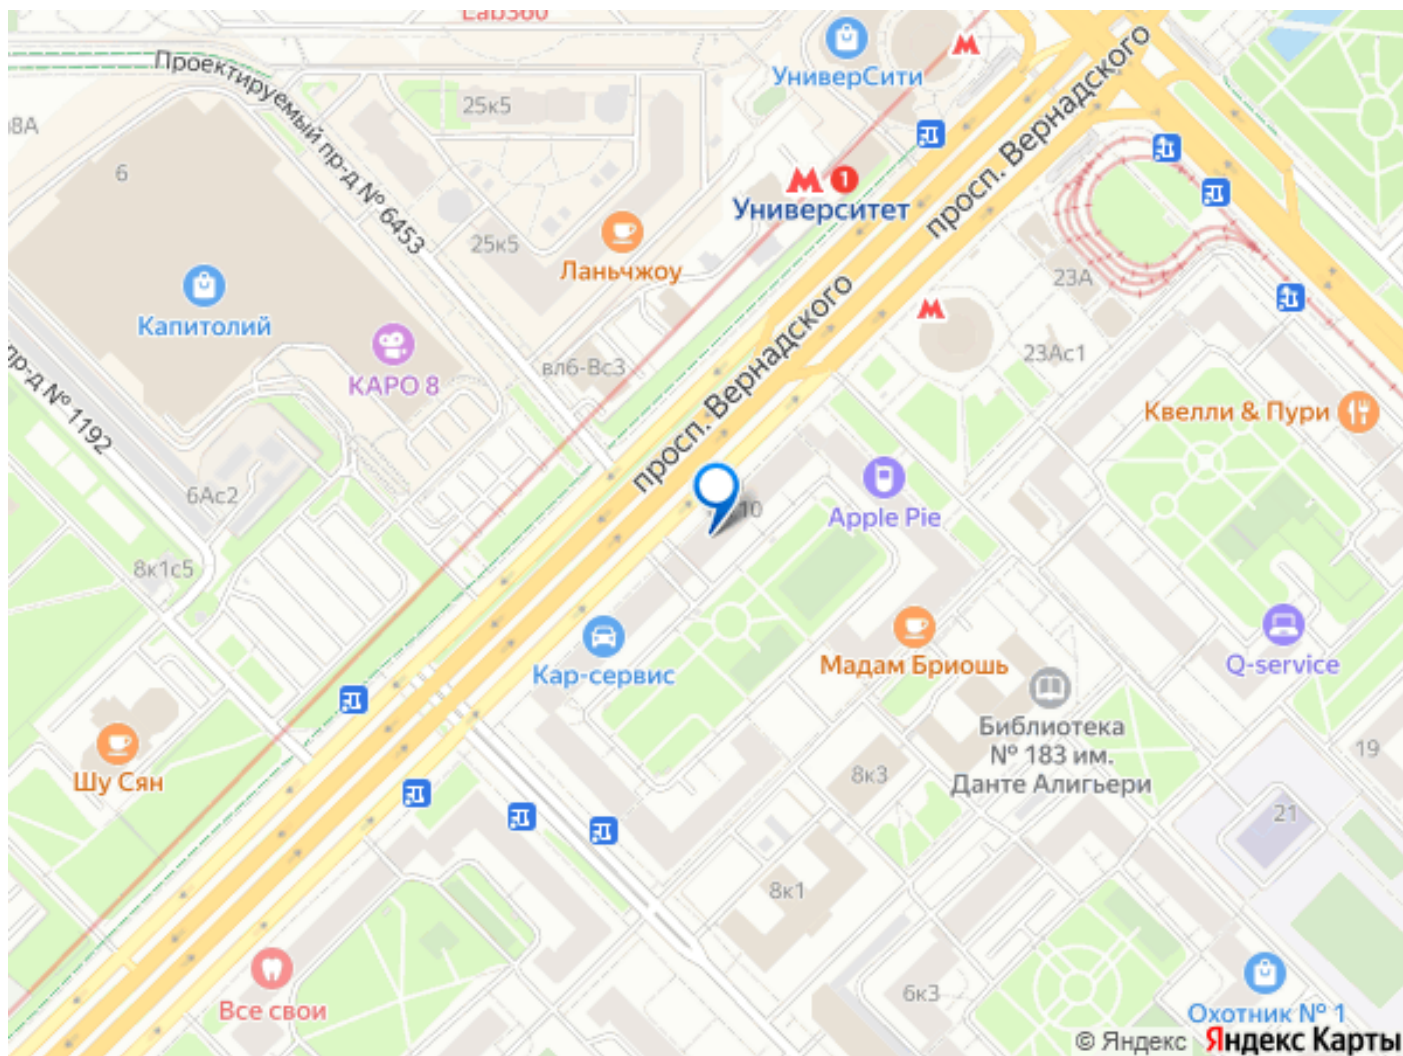 Lab360
УниверСити
просп. Вернадского
Проектируемый пр-д № 6453
25к5
68А
6
Университет
1
25к5
Ланьчжоу
Капитолий
КАРО 8
вл6-Вс3
просп. Вернадского
23А
23Ас1
Квелли & Пури
пр-д № 1192
6Ас2
10
Apple Pie
8к1с5
Кар-сервис
Мадам Бриошь
Q-service
Библиотека
№ 183 им.
Данте Алигьери
19
Шу Сян
8к3
21
8к1
Все свои
6к3
Охотник № 1
© Яндекс Яндекс Карты